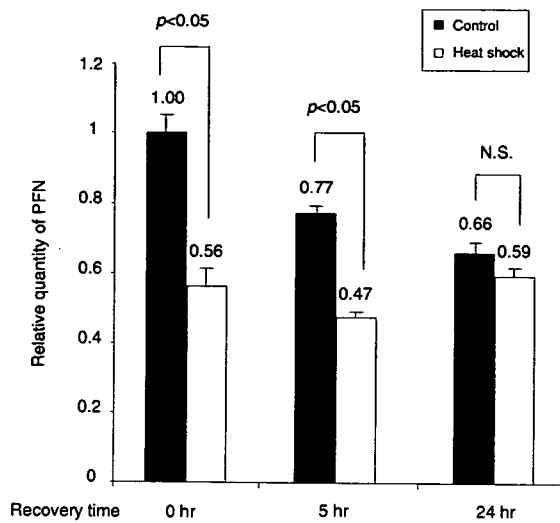 Control
Heat shock
p<0.05
p<0.05
N.S.
1.2
1
0.8
0.6
0.4
0.2
0
Relative quantity of PFN
1.00
0.56
0.77
0.47
0.66
0.59
Recovery time 0 hr 5 hr 24 hr